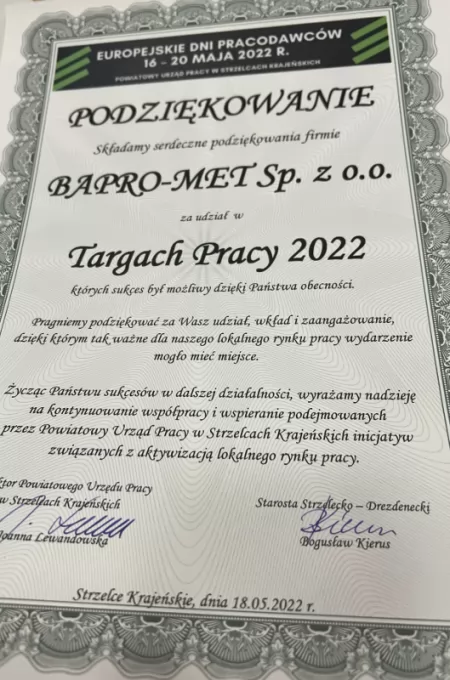 EUROPEJSKIE DNI PRACODAWCÓW
16 - 20 MAJA 2022 R.
POWIATOWY URZĄD PRACY W STRZELCACH KRAJEŃSKICH
PODZIĘKOWANIE
Składamy serdeczne podziękowania firmie
BAPRO-MET Sp. z o.o.
za udział w
Targach Pracy 2022
których sukces był możliwy dzięki Państwa obecności.
Pragniemy podziękować za Wasz udział, wkład i zaangażowanie,
dzięki którym tak ważne dla naszego lokalnego rynku pracy wydarzenie
mogło mieć miejsce.
Życząc Państwu sukcesów w dalszej działalności, wyrażamy nadzieję
na kontynuowanie współpracy i wspieranie podejmowanych
przez Powiatowy Urząd Pracy w Strzelcach Krajeńskich inicjatyw
związanych z aktywizacją lokalnego rynku pracy.
ktor Powiatowego Urzędu Pracy
w Strzelcach Krajeńskich
Joanna Lewandowska
Starosta Strzelecko – Drezdenecki
Bogusław Kierus
Strzelce Krajeńskie, dnia 18.05.2022 r.